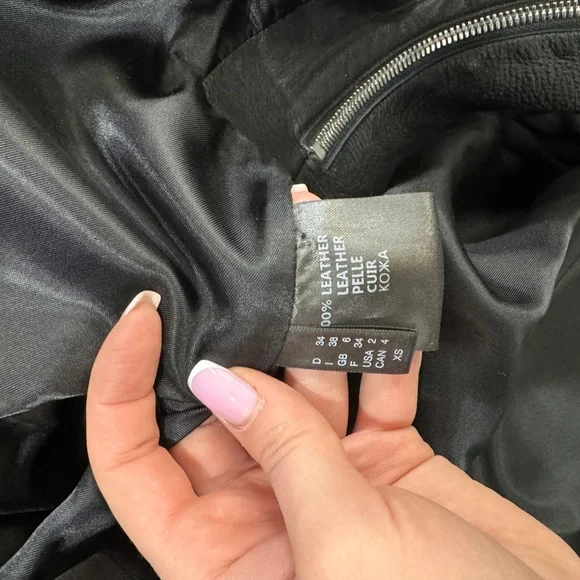 00% LEATHER
LEATHER
PELLE
CUIR
КОЖА
D 34
I 38
GB 6
F 34
USA 2
CAN 4
XS